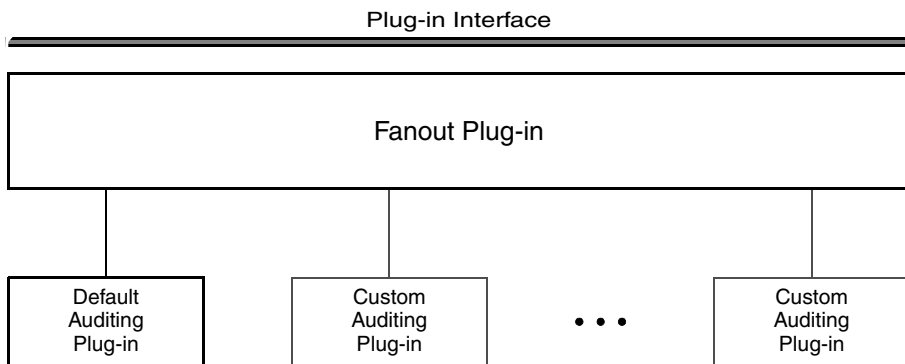 Plug-in Interface
Fanout Plug-in
Default
Auditing
Plug-in
Custom
Auditing
Plug-in
• • •
Custom
Auditing
Plug-in